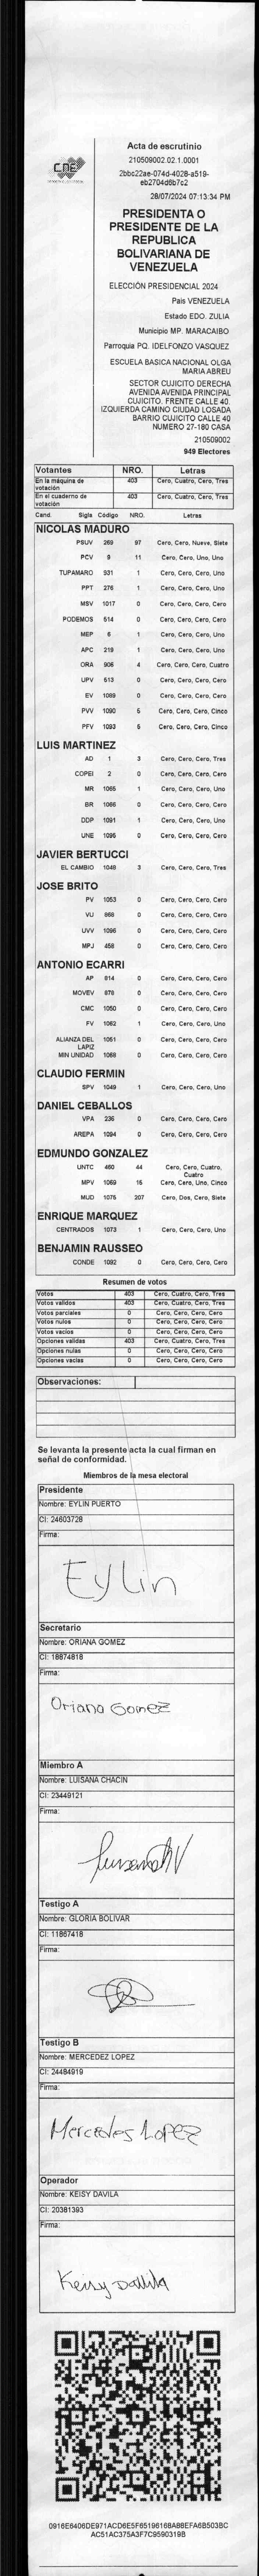 CNE
Acta de escrutinio
210509002.02.1.0001
2bbc22ae-074d-4028-a519-
eb2704d6b7c2
28/07/2024 07:13:34 PM
PRESIDENTA O
PRESIDENTE DE LA
REPUBLICA
BOLIVARIANA DE
VENEZUELA
ELECCIÓN PRESIDENCIAL 2024
Pais VENEZUELA
Estado EDO. ZULIA
Municipio MP. MARACAIBO
Parroquia PQ. IDELFONZO VASQUEZ
ESCUELA BASICA NACIONAL OLGA
MARIA ABREU
SECTOR CUJICITO DERECHA
AVENIDA AVENIDA PRINCIPAL
CUJICITO. FRENTE CALLE 40.
IZQUIERDA CAMINO CIUDAD LOSADA
BARRIO CUJICITO CALLE 40
NUMERO 27-180 CASA
210509002
949 Electores
Votantes NRO. Letras
En la máquina de votación 403 Cero, Cuatro, Cero, Tres
En el cuaderno de votación 403 Cero, Cuatro, Cero, Tres
Cand. Sigla Código NRO. Letras
NICOLAS MADURO
PSUV 269 97 Cero, Cero, Nueve, Siete
PCV 9 11 Cero, Cero, Uno, Uno
TUPAMARO 931 1 Cero, Cero, Cero, Uno
PPT 276 1 Cero, Cero, Cero, Uno
MSV 1017 0 Cero, Cero, Cero, Cero
PODEMOS 514 0 Cero, Cero, Cero, Cero
MEP 6 1 Cero, Cero, Cero, Uno
APC 219 1 Cero, Cero, Cero, Uno
ORA 906 4 Cero, Cero, Cero, Cuatro
UPV 513 0 Cero, Cero, Cero, Cero
EV 1089 0 Cero, Cero, Cero, Cero
PVV 1090 5 Cero, Cero, Cero, Cinco
PFV 1093 5 Cero, Cero, Cero, Cinco
LUIS MARTINEZ
AD 1 3 Cero, Cero, Cero, Tres
COPEI 2 0 Cero, Cero, Cero, Cero
MR 1065 1 Cero, Cero, Cero, Uno
BR 1066 0 Cero, Cero, Cero, Cero
DDP 1091 1 Cero, Cero, Cero, Uno
UNE 1095 0 Cero, Cero, Cero, Cero
JAVIER BERTUCCI
EL CAMBIO 1048 3 Cero, Cero, Cero, Tres
JOSE BRITO
PV 1053 0 Cero, Cero, Cero, Cero
VU 868 0 Cero, Cero, Cero, Cero
UVV 1096 0 Cero, Cero, Cero, Cero
MPJ 458 0 Cero, Cero, Cero, Cero
ANTONIO ECARRI
AP 814 0 Cero, Cero, Cero, Cero
MOVEV 978 0 Cero, Cero, Cero, Cero
CMC 1050 0 Cero, Cero, Cero, Cero
FV 1062 1 Cero, Cero, Cero, Uno
ALIANZA DEL LAPIZ 1051 0 Cero, Cero, Cero, Cero
MIN UNIDAD 1068 0 Cero, Cero, Cero, Cero
CLAUDIO FERMIN
SPV 1049 1 Cero, Cero, Cero, Uno
DANIEL CEBALLOS
VPA 236 0 Cero, Cero, Cero, Cero
AREPA 1094 0 Cero, Cero, Cero, Cero
EDMUNDO GONZALEZ
UNTC 460 44 Cero, Cero, Cuatro, Cuatro
MPV 1069 15 Cero, Cero, Uno, Cinco
MUD 1075 207 Cero, Dos, Cero, Siete
ENRIQUE MARQUEZ
CENTRADOS 1073 1 Cero, Cero, Cero, Uno
BENJAMIN RAUSSEO
CONDE 1092 0 Cero, Cero, Cero, Cero
Resumen de votos
Votos 403 Cero, Cuatro, Cero, Tres
Votos validos 403 Cero, Cuatro, Cero, Tres
Votos parciales 0 Cero, Cero, Cero, Cero
Votos nulos 0 Cero, Cero, Cero, Cero
Votos vacios 0 Cero, Cero, Cero, Cero
Opciones validas 403 Cero, Cuatro, Cero, Tres
Opciones nulas 0 Cero, Cero, Cero, Cero
Opciones vacias 0 Cero, Cero, Cero, Cero
Observaciones:
Se levanta la presente acta la cual firman en
señal de conformidad.
Miembros de la mesa electoral
Presidente
Nombre: EYLIN PUERTO
CI: 24603728
Firma:
Eylin
Secretario
Nombre: ORIANA GOMEZ
CI: 18874818
Firma:
Oriana Gomez
Miembro A
Nombre: LUISANA CHACIN
CI: 23449121
Firma:
Testigo A
Nombre: GLORIA BOLIVAR
CI: 11867418
Firma:
Testigo B
Nombre: MERCEDEZ LOPEZ
CI: 24484919
Firma:
Mercedes Lopez
Operador
Nombre: KEISY DAVILA
CI: 20381393
Firma:
Keisy Davila
0916E6406DE971ACD6E5F65196168A88EFA6B503BC
AC51AC375A3F7C9590319B